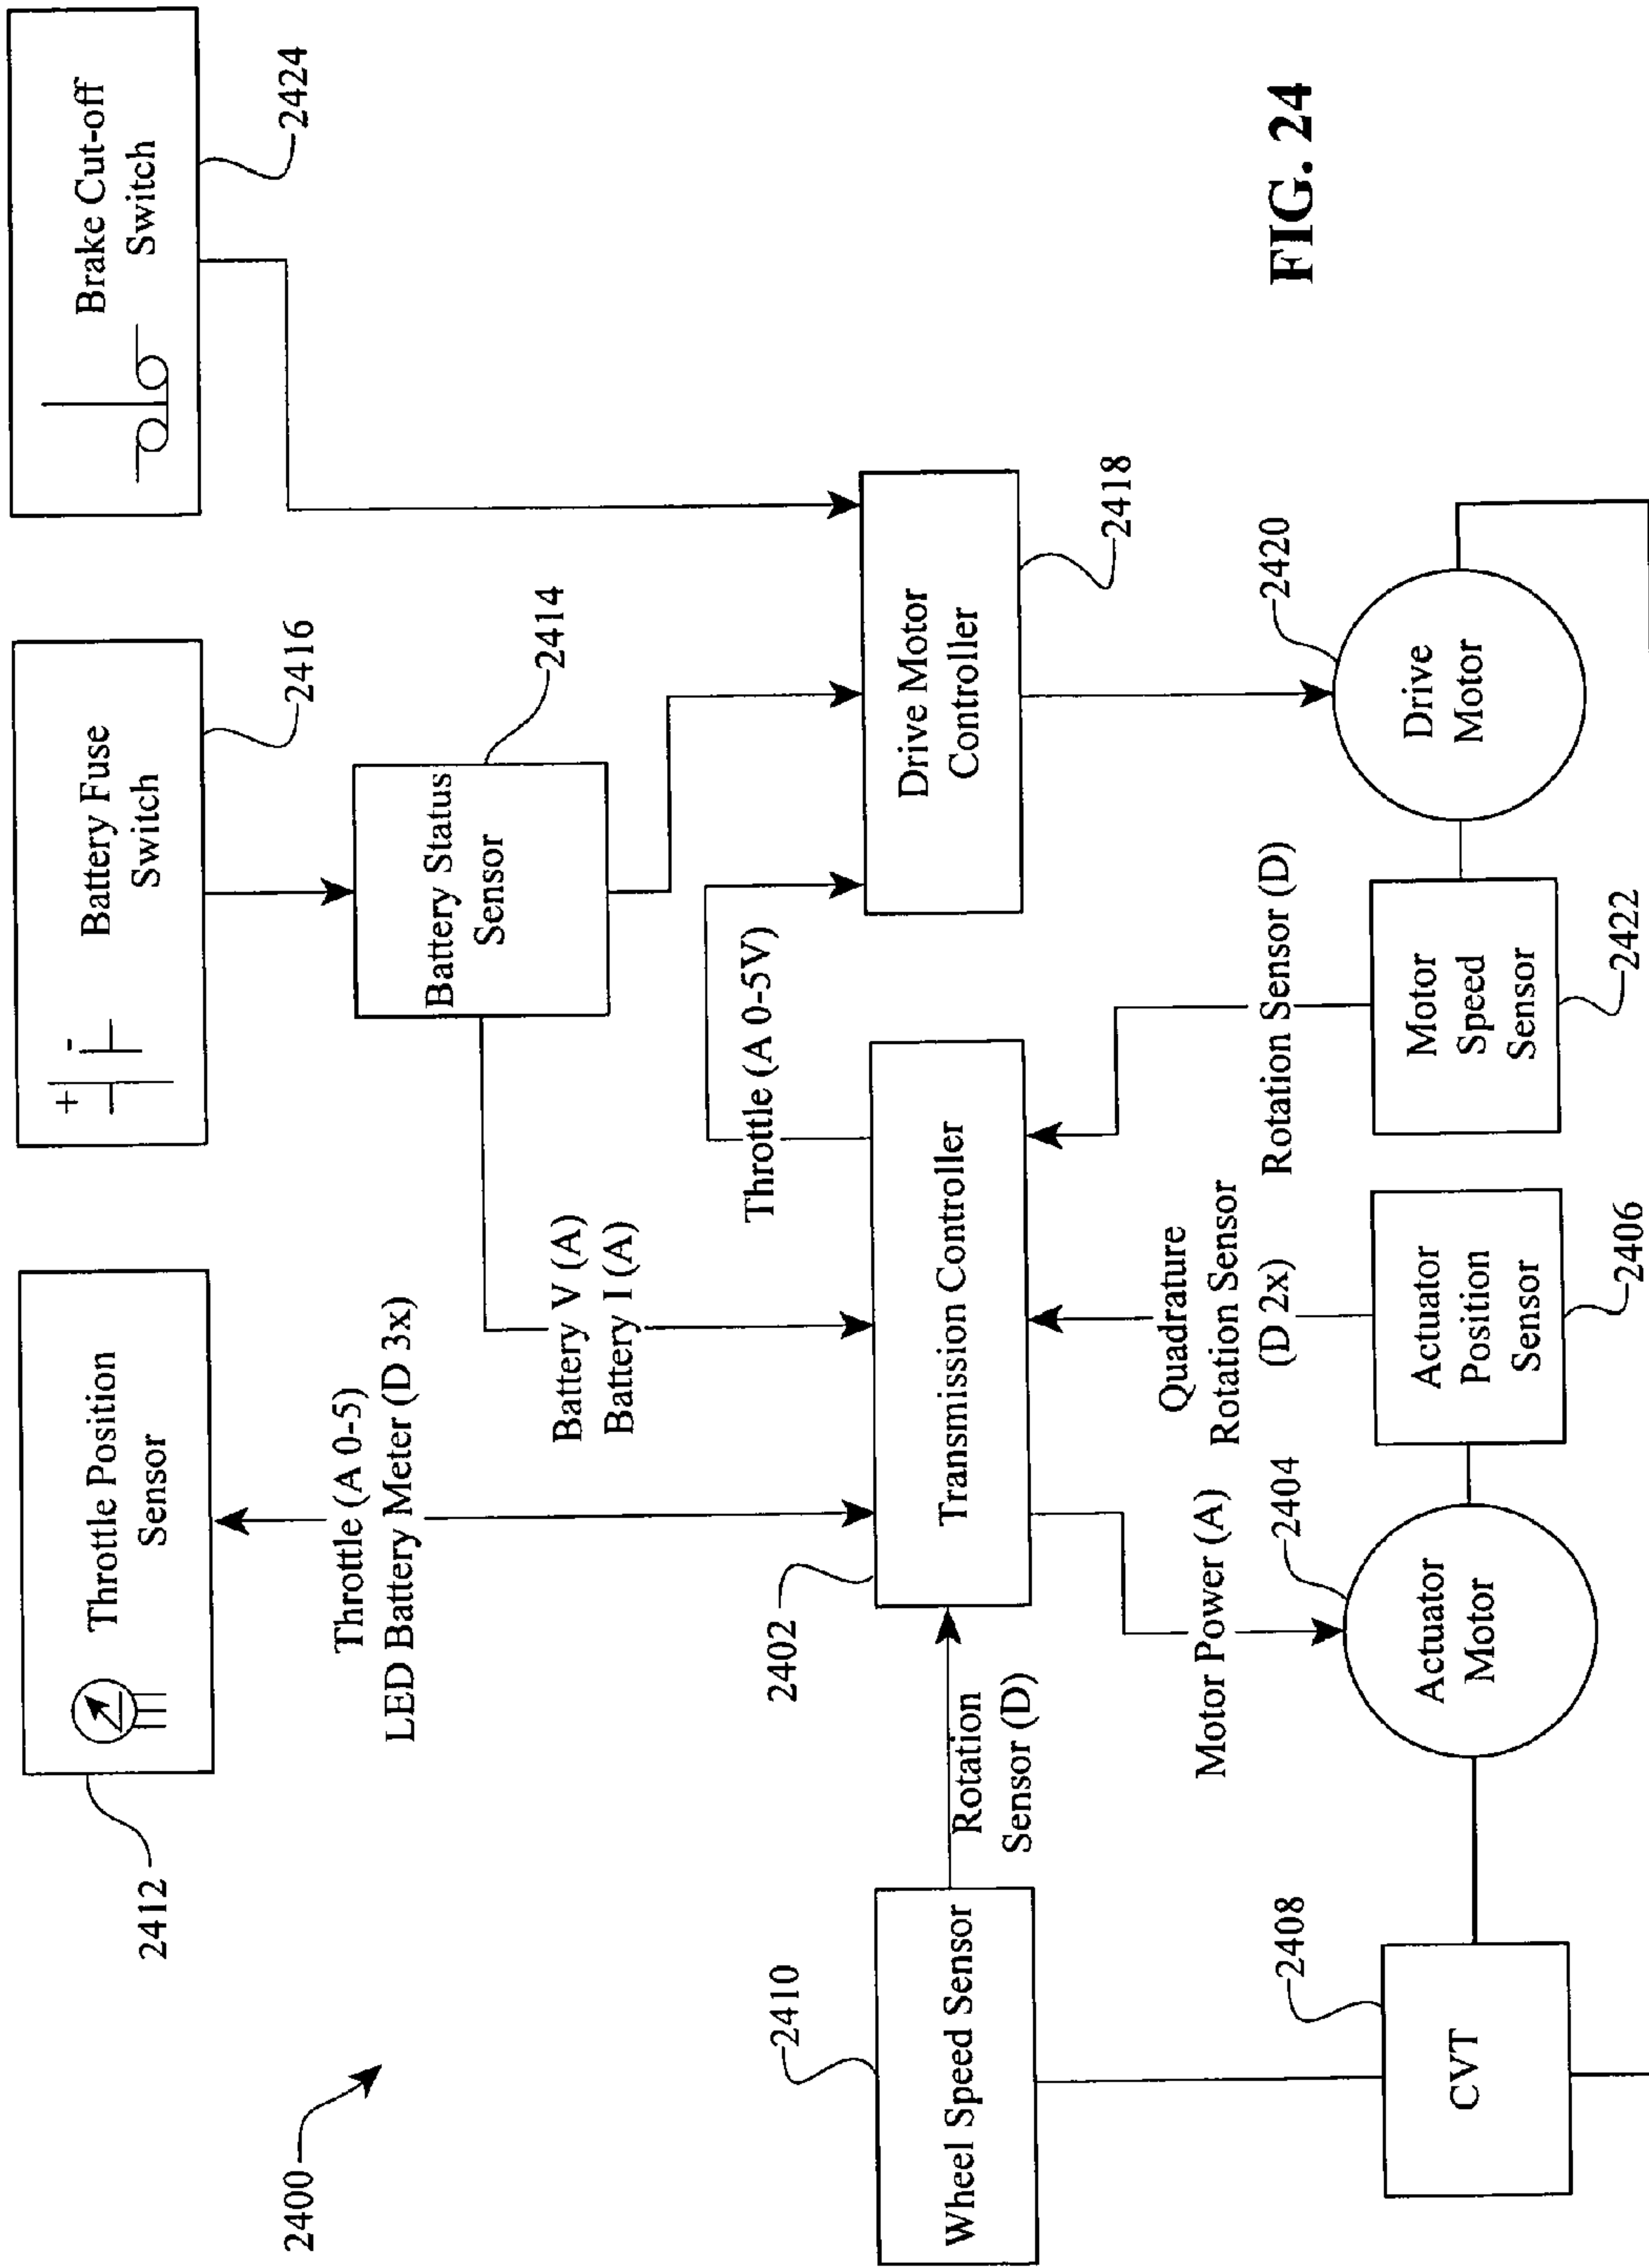 2400
2412
Throttle Position
Sensor
+
-
Battery Fuse
Switch
2416
Brake Cut-off
Switch
2424
Throttle (A 0-5)
LED Battery Meter (D 3x)
Battery Status
Sensor
2414
Battery V (A)
Battery I (A)
Throttle (A 0-5V)
2410
Wheel Speed Sensor
Rotation
Sensor (D)
2402
Transmission Controller
Drive Motor
Controller
2418
Motor Power (A)
Quadrature
Rotation Sensor
(D 2x)
Rotation Sensor (D)
2408
CVT
2404
Actuator
Motor
Actuator
Position
Sensor
2406
Motor
Speed
Sensor
2422
Drive
Motor
2420
FIG. 24